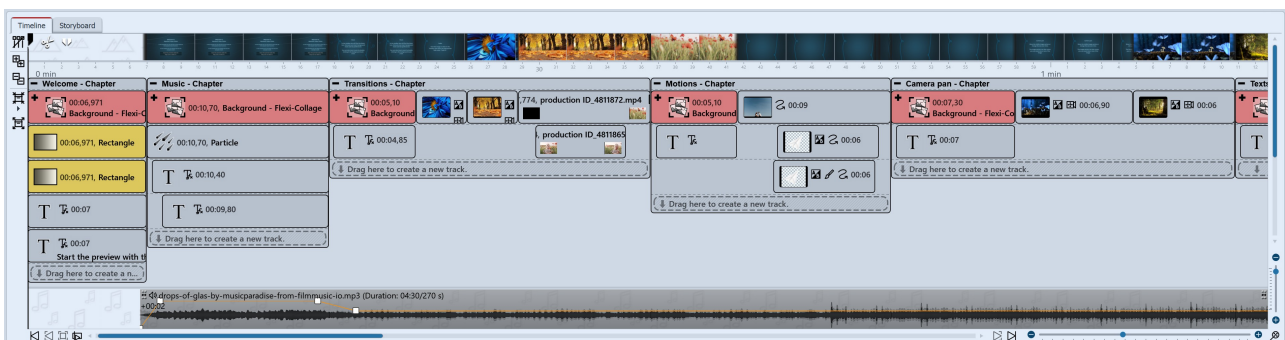 Timeline
Storyboard
0 min
30
1 min
Welcome - Chapter
Music - Chapter
Transitions - Chapter
Motions - Chapter
Camera pan - Chapter
Texts
00:06,971
Background - Flexi-C
00:10,70, Background - Flexi-Collage
00:05,10
Background
,774, production ID_4811872.mp4
00:05,10
Background
00:09
00:07,30
Background - Flexi-Co
00:06,90
00:06
00:06,971, Rectangle
00:10,70, Particle
T 00:04,85
), production ID_4811865
T
00:06
T 00:07
T
00:06,971, Rectangle
T 00:10,40
Drag here to create a new track.
00:06
Drag here to create a new track.
T 00:07
T 00:09,80
Drag here to create a new track.
T 00:07
Start the preview with t
Drag here to create a new track.
Drag here to create a n...
drops-of-glas-by-musicparadise-from-filmmusic-io.mp3 (Duration: 04:30/270 s)
+00:02